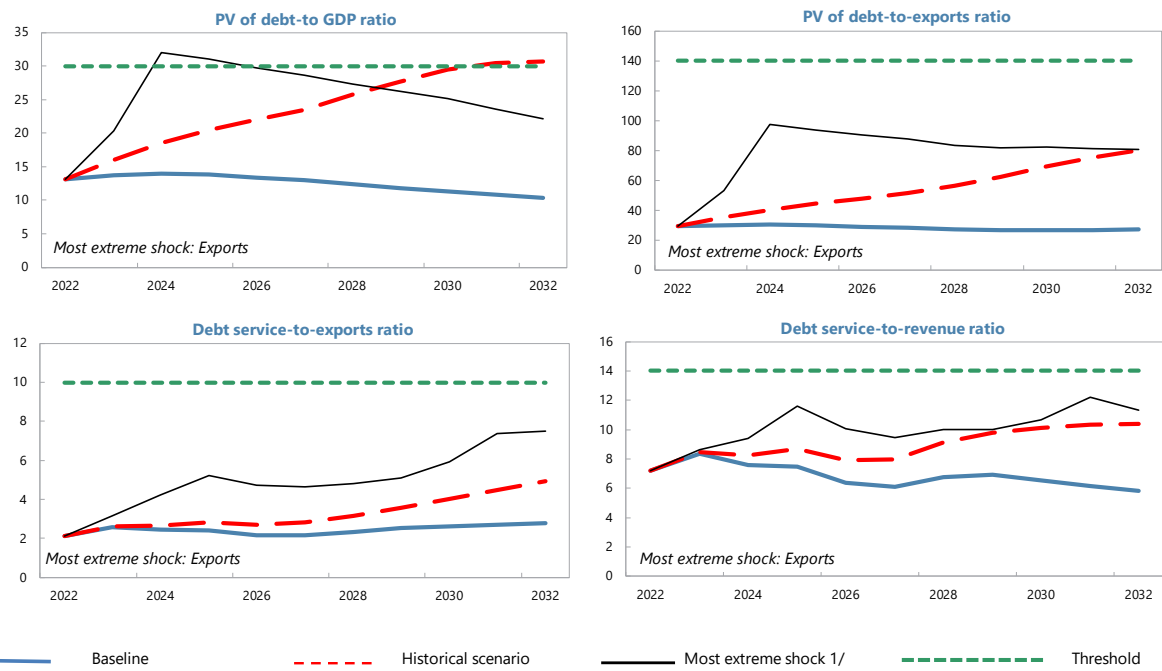 PV of debt-to GDP ratio
35
30
25
20
15
10
5
0
Most extreme shock: Exports
2022 2024 2026 2028 2030 2032
PV of debt-to-exports ratio
160
140
120
100
80
60
40
20
0
Most extreme shock: Exports
2022 2024 2026 2028 2030 2032
Debt service-to-exports ratio
12
10
8
6
4
2
0
Most extreme shock: Exports
2022 2024 2026 2028 2030 2032
Debt service-to-revenue ratio
16
14
12
10
8
6
4
2
0
Most extreme shock: Exports
2022 2024 2026 2028 2030 2032
Baseline Historical scenario Most extreme shock 1/ Threshold